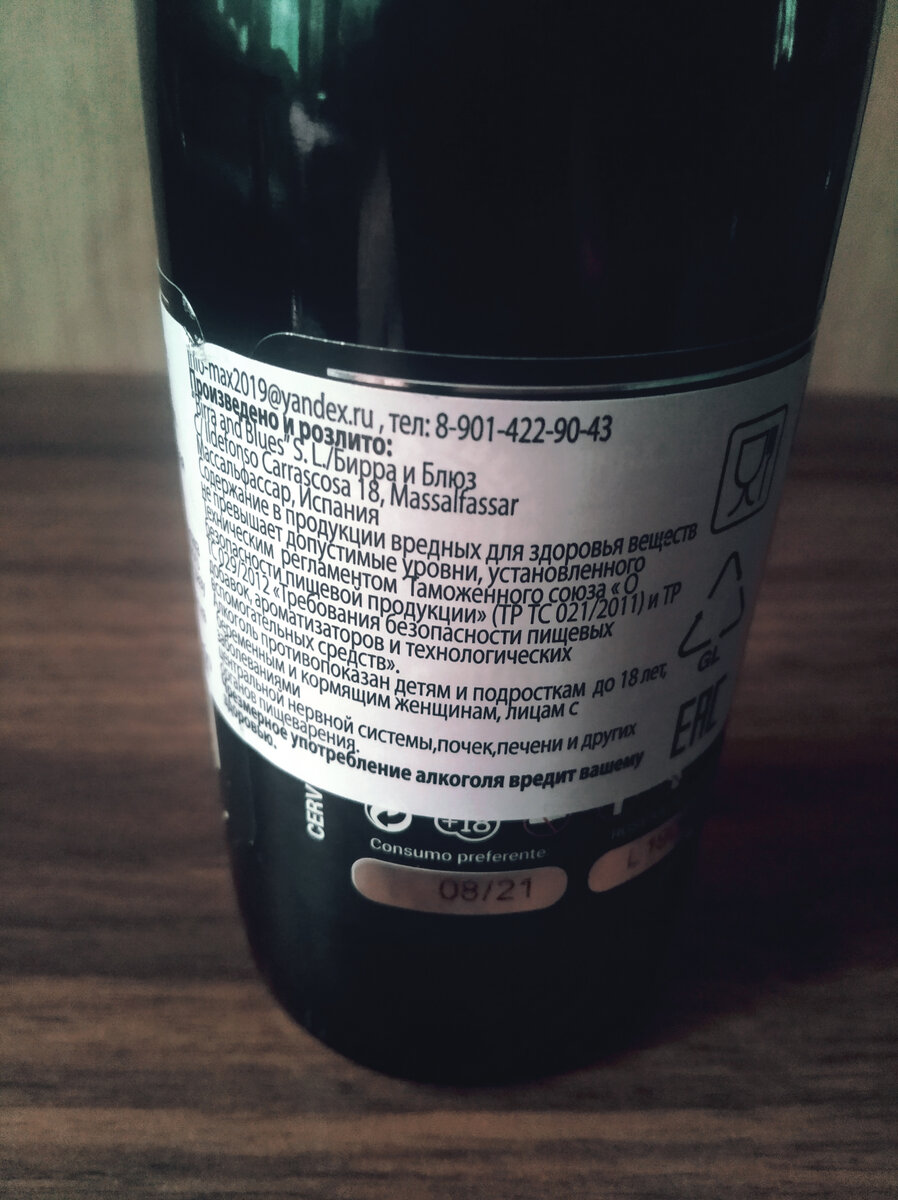 max2019@yandex.ru , тел: 8-901-422-90-43
Произведено и розлито:
Birra and Blues" S. L./Бирра и Блюз
C/ Ildefonso Carrascosa 18, Massalfassar
Массальфассар, Испания
Содержание в продукции вредных для здоровья веществ
не превышает допустимые уровни, установленного
техническим регламентом Таможенного союза « О
безопасности пищевой продукции» (ТР ТС 021/2011) и ТР
ТС 029/2012 «Требования безопасности пищевых
добавок, ароматизаторов и технологических
вспомогательных средств».
Алкоголь противопоказан детям и подросткам до 18 лет,
беременным и кормящим женщинам, лицам с
заболеваниями
центральной нервной системы,почек,печени и других
органов пищеварения.
Чрезмерное употребление алкоголя вредит вашему
здоровью.
GL
EAC
CERV
+18
Consumo preferente
08/21